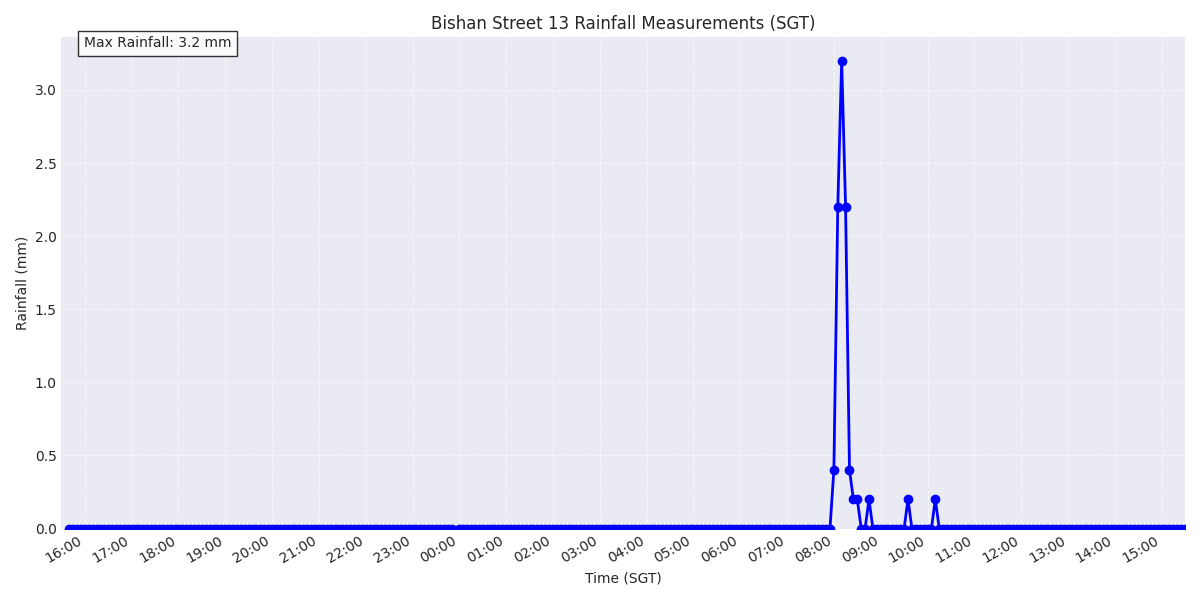 Bishan Street 13 Rainfall Measurements (SGT)
Max Rainfall: 3.2 mm
Rainfall (mm)
3.0
2.5
2.0
1.5
1.0
0.5
0.0
16:00 17:00 18:00 19:00 20:00 21:00 22:00 23:00 00:00 01:00 02:00 03:00 04:00 05:00 06:00 07:00 08:00 09:00 10:00 11:00 12:00 13:00 14:00 15:00
Time (SGT)